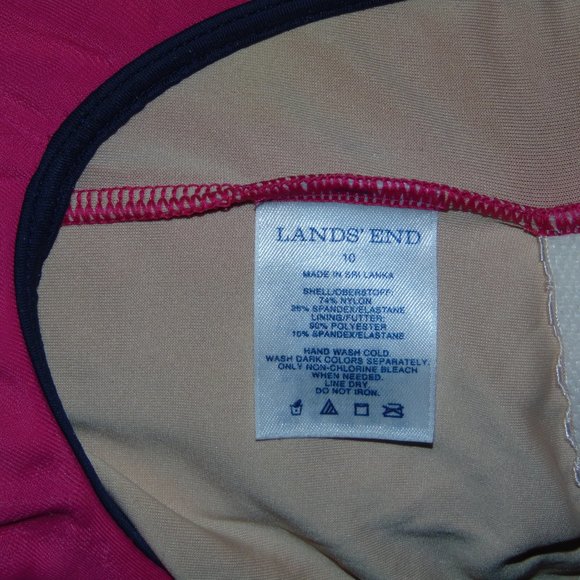 LANDS' END
10
MADE IN SRI LANKA
SHELL/OBERSTOFF:
74% NYLON
26% SPANDEX/ELASTANE
LINING/FUTTER:
90% POLYESTER
10% SPANDEX/ELASTANE
HAND WASH COLD.
WASH DARK COLORS SEPARATELY.
ONLY NON-CHLORINE BLEACH
WHEN NEEDED.
LINE DRY.
DO NOT IRON.